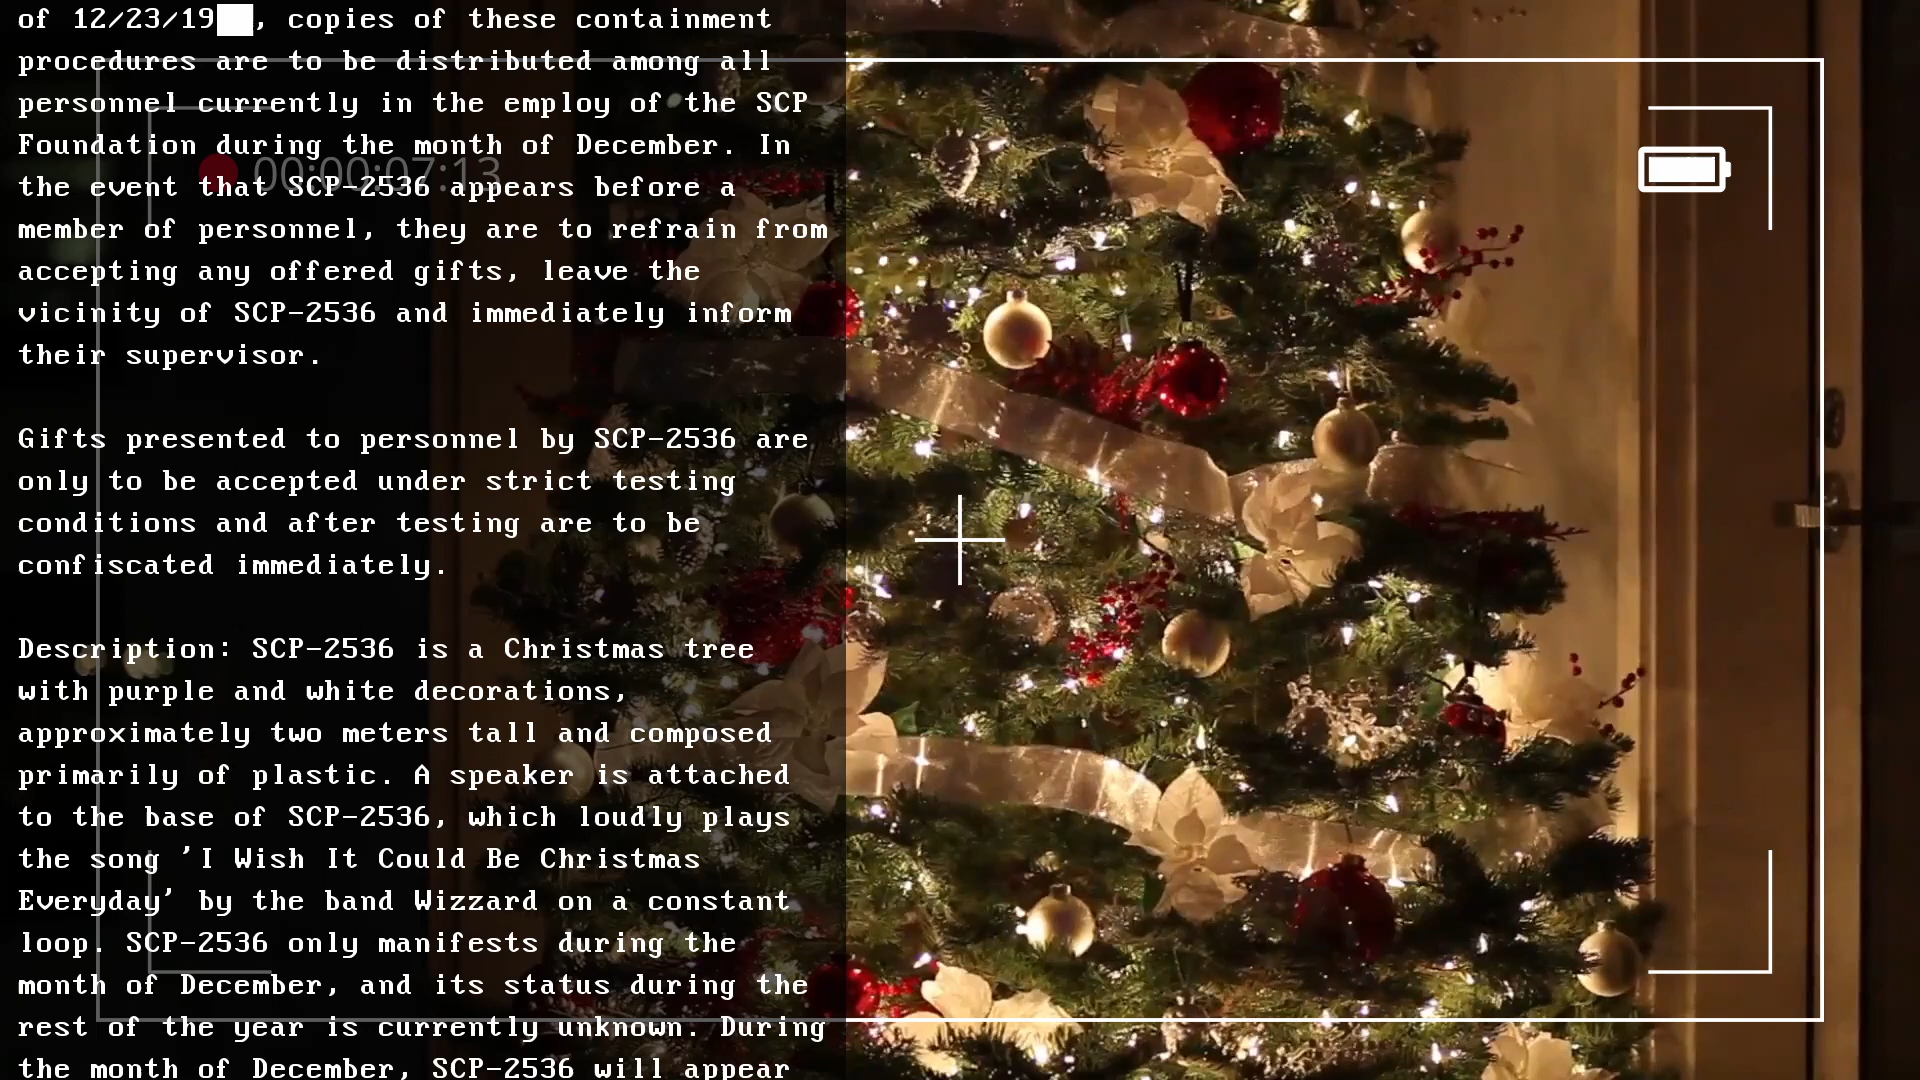 of 12/23/19██, copies of these containment
procedures are to be distributed among all
personnel currently in the employ of the SCP
Foundation during the month of December. In
00:00:07:13
the event that SCP-2536 appears before a
member of personnel, they are to refrain from
accepting any offered gifts, leave the
vicinity of SCP-2536 and immediately inform
their supervisor.
Gifts presented to personnel by SCP-2536 are
only to be accepted under strict testing
conditions and after testing are to be
confiscated immediately.
Description: SCP-2536 is a Christmas tree
with purple and white decorations,
approximately two meters tall and composed
primarily of plastic. A speaker is attached
to the base of SCP-2536, which loudly plays
the song 'I Wish It Could Be Christmas
Everyday' by the band Wizzard on a constant
loop. SCP-2536 only manifests during the
month of December, and its status during the
rest of the year is currently unknown. During
the month of December, SCP-2536 will appear